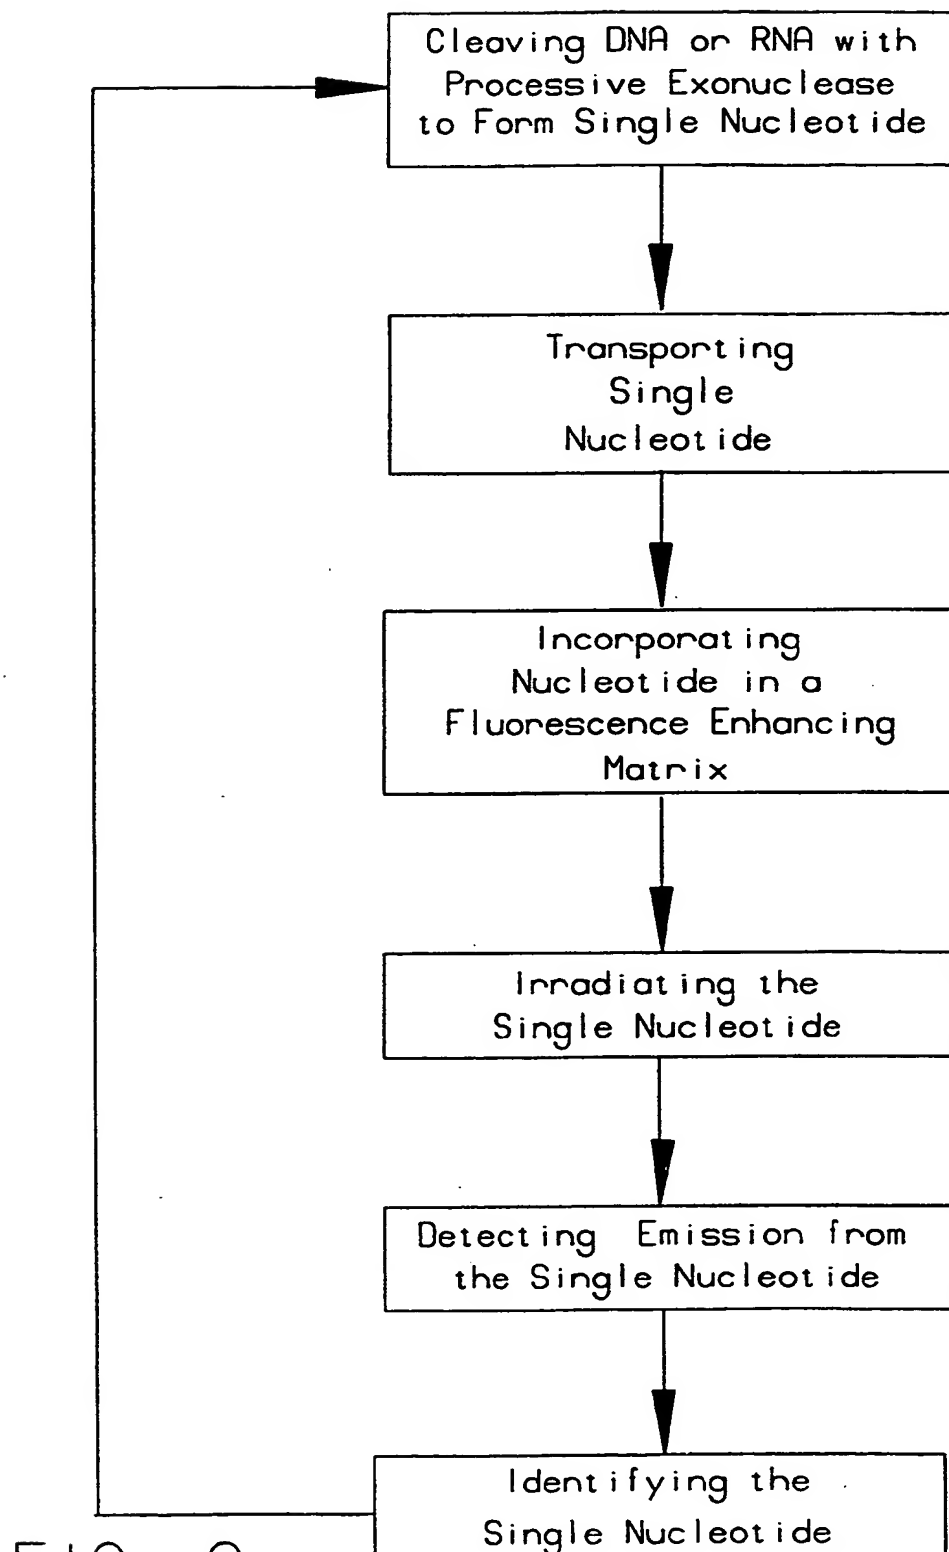 Cleaving DNA or RNA with
Processive Exonuclease
to Form Single Nucleotide
Transporting
Single
Nucleotide
Incorporating
Nucleotide in a
Fluorescence Enhancing
Matrix
Irradiating the
Single Nucleotide
Detecting Emission from
the Single Nucleotide
Identifying the
Single Nucleotide